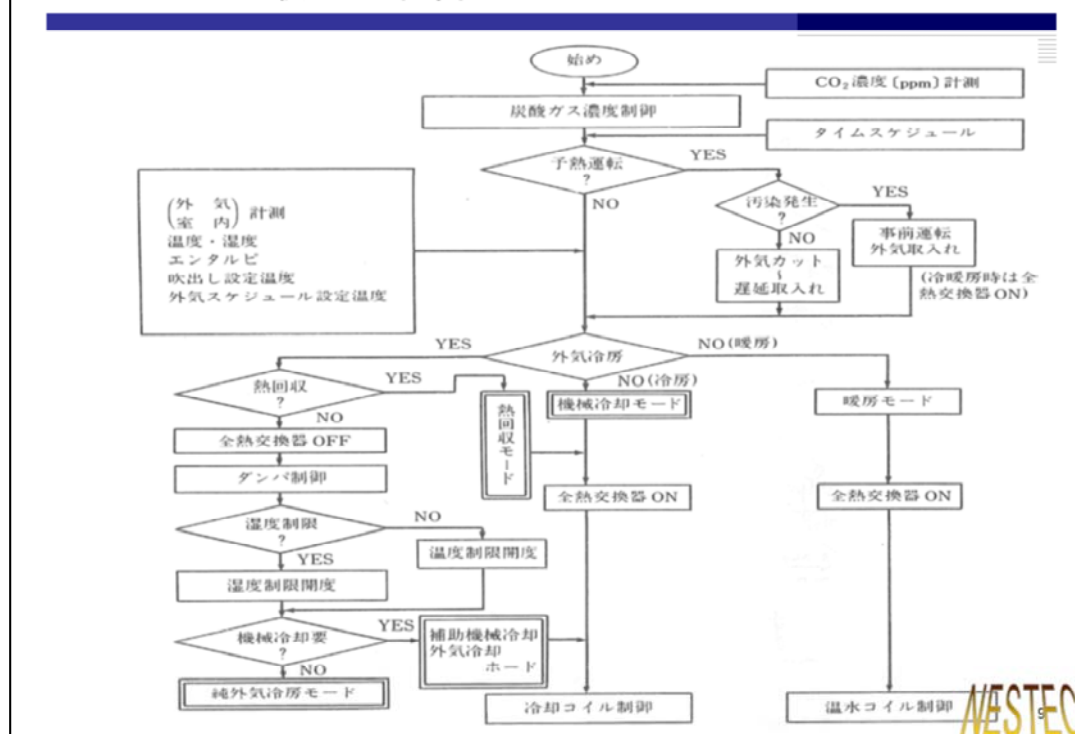 始め
CO₂濃度〔ppm〕計測
炭酸ガス濃度制御
タイムスケジュール
予熱運転
?
YES
NO
汚染発生
?
YES
NO
事前運転
外気取入れ
外気カット
~
遅延取入れ
(冷暖房時は全
熱交換器ON)
(外気
室内) 計測
温度・湿度
エンタルピ
吹出し設定温度
外気スケジュール設定温度
外気冷房
YES
NO(暖房)
NO(冷房)
熱回収
?
YES
NO
熱回収モード
機械冷却モード
暖房モード
全熱交換器 OFF
ダンパ制御
全熱交換器 ON
全熱交換器 ON
湿度制限
?
NO
YES
温度制限開度
湿度制限開度
機械冷却要
?
YES
NO
補助機械冷却
外気冷却
ホード
純外気冷房モード
冷却コイル制御
温水コイル制御
NESTEC
9